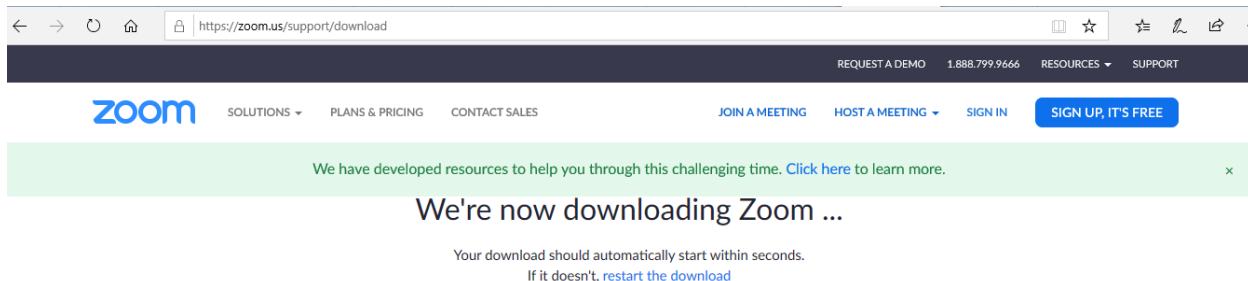 https://zoom.us/support/download
REQUEST A DEMO 1.888.799.9666 RESOURCES SUPPORT
zoom SOLUTIONS PLANS & PRICING CONTACT SALES JOIN A MEETING HOST A MEETING SIGN IN SIGN UP, IT'S FREE
We have developed resources to help you through this challenging time. Click here to learn more. ×
We're now downloading Zoom ...
Your download should automatically start within seconds.
If it doesn't, restart the download